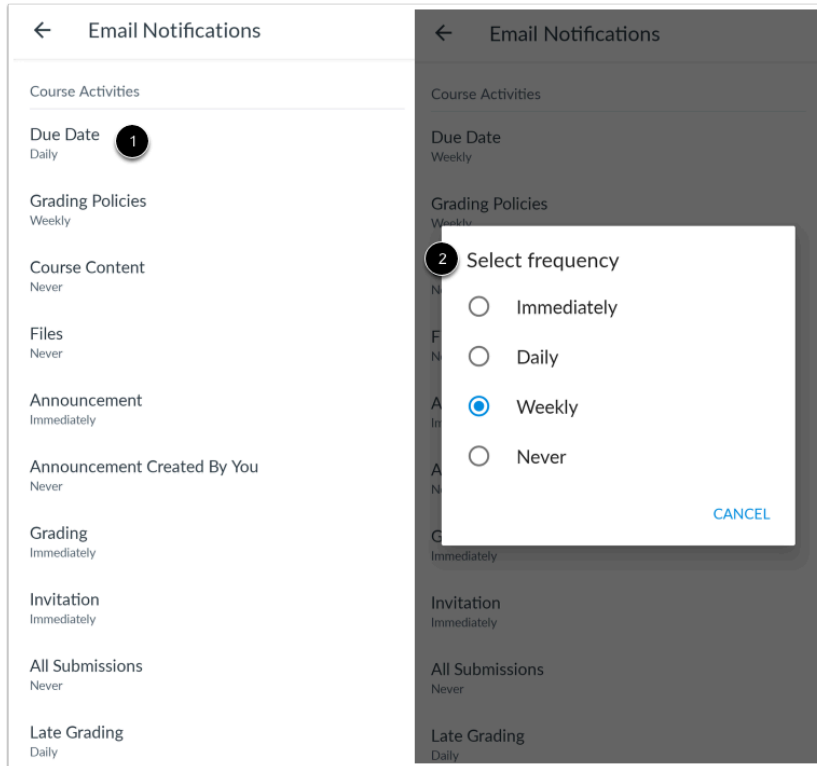 Email Notifications
Course Activities
Due Date
1
Daily
Grading Policies
Weekly
Course Content
Never
Files
Never
Announcement
Immediately
Announcement Created By You
Never
Grading
Immediately
Invitation
Immediately
All Submissions
Never
Late Grading
Daily
Email Notifications
Course Activities
Due Date
Weekly
Grading Policies
Weekly
2
Select frequency
Immediately
Daily
Weekly
Never
CANCEL
Immediately
Invitation
Immediately
All Submissions
Never
Late Grading
Daily